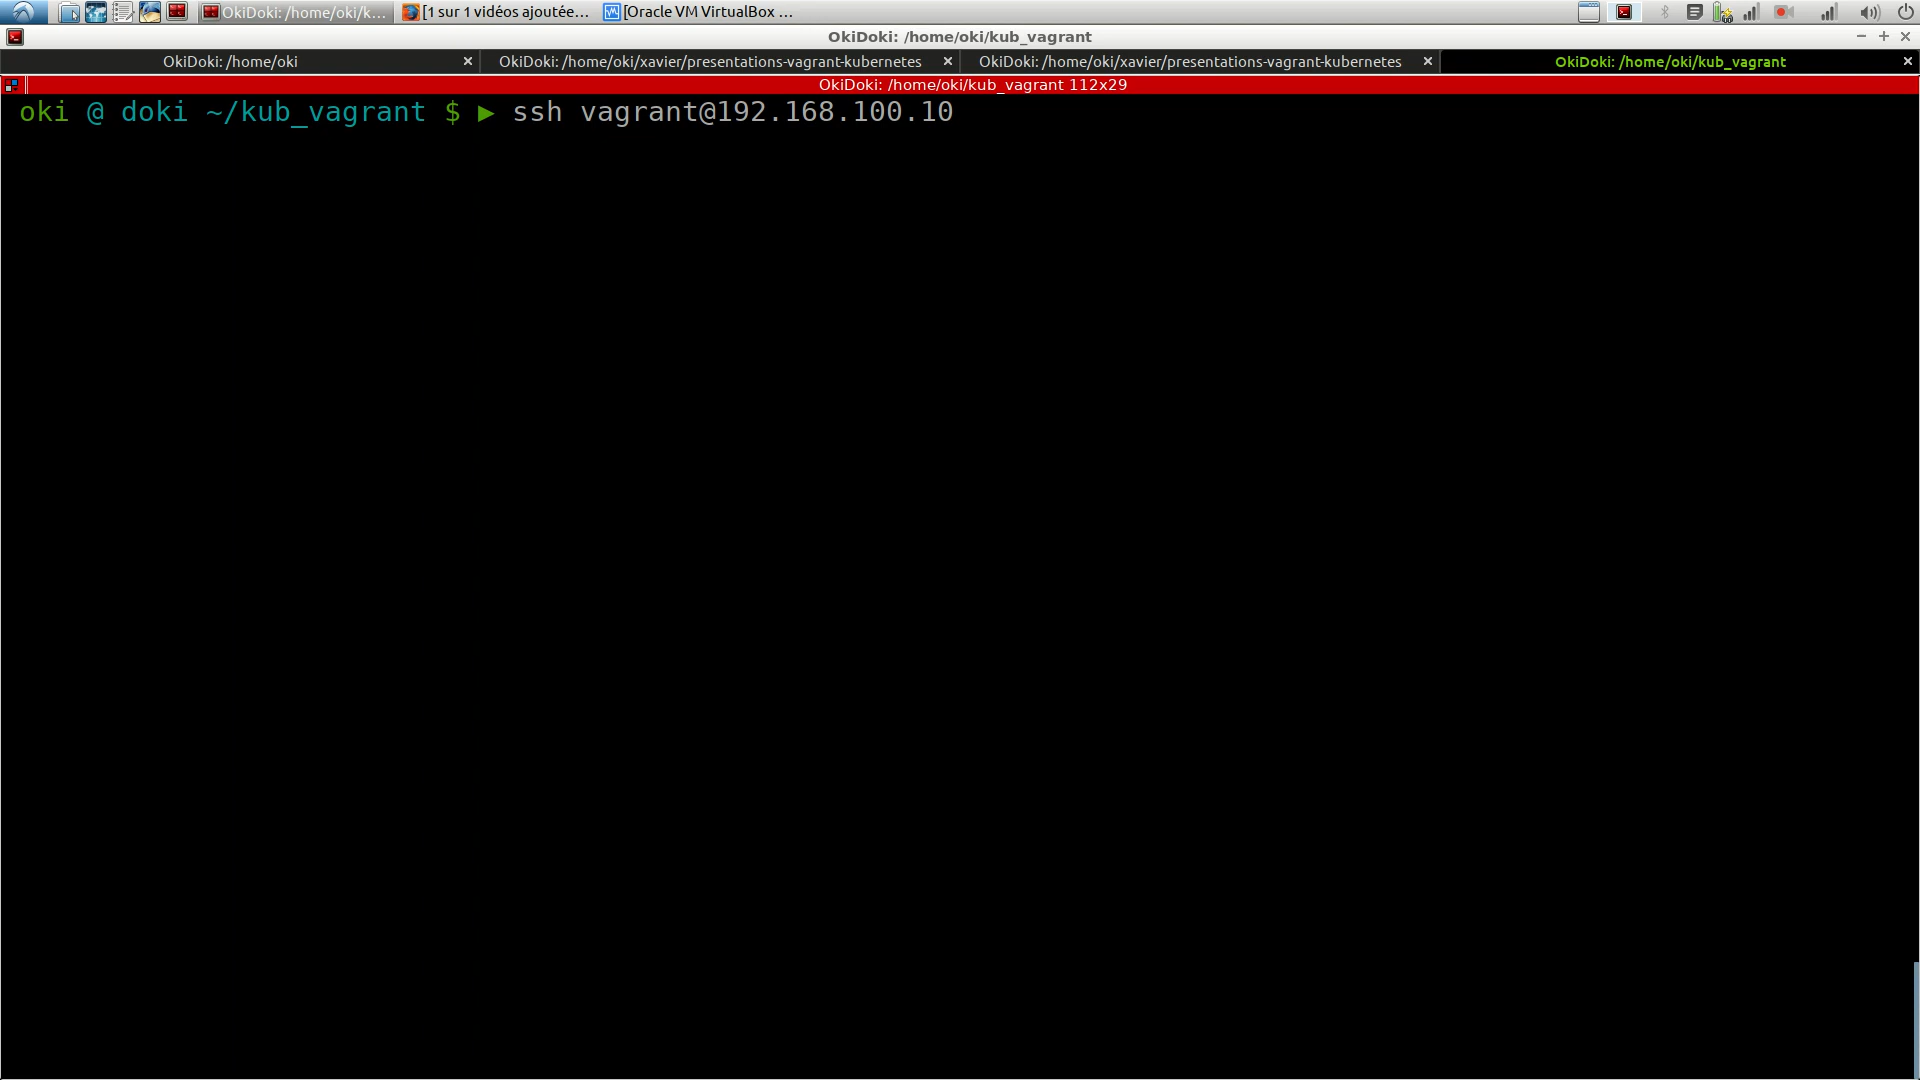 OkiDoki: /home/oki/k... [1 sur 1 vidéos ajoutée... [Oracle VM VirtualBox ...
OkiDoki: /home/oki/kub_vagrant
OkiDoki: /home/oki OkiDoki: /home/oki/xavier/presentations-vagrant-kubernetes OkiDoki: /home/oki/xavier/presentations-vagrant-kubernetes OkiDoki: /home/oki/kub_vagrant
OkiDoki: /home/oki/kub_vagrant 112x29
oki @ doki ~/kub_vagrant $ ▶ ssh vagrant@192.168.100.10